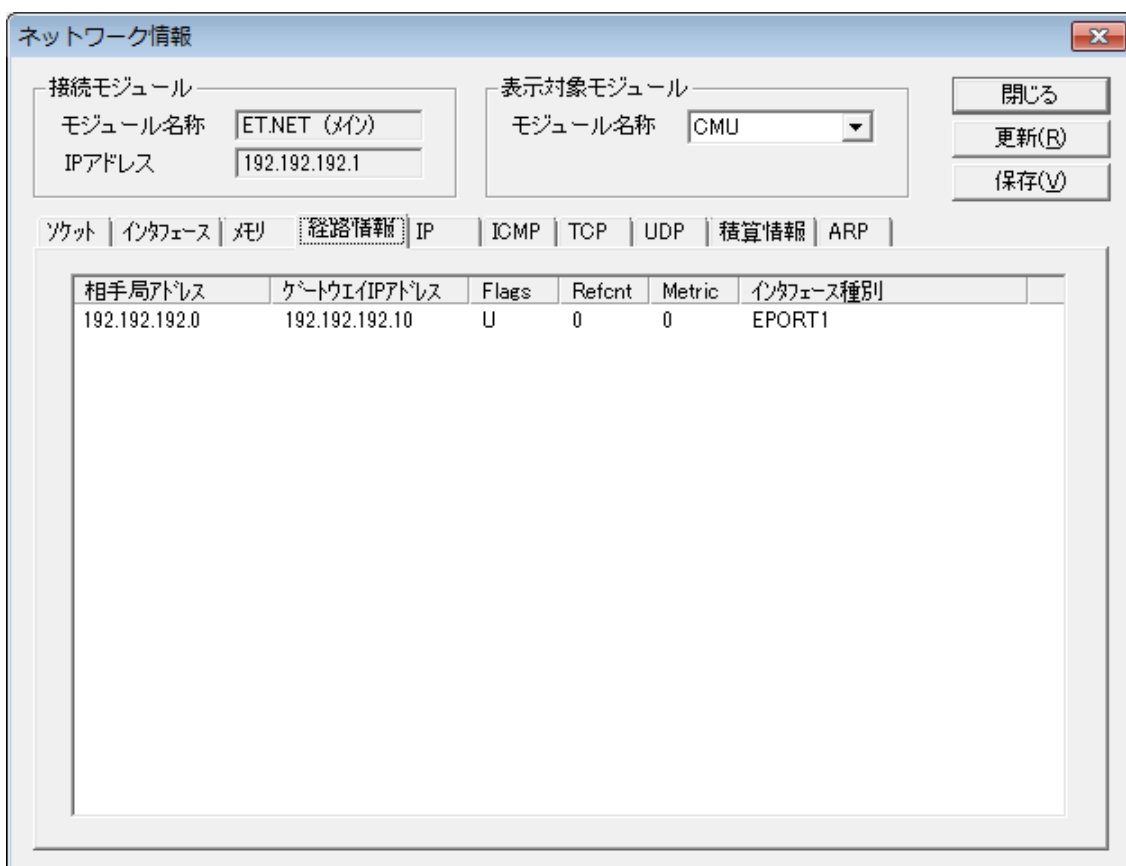 ネットワーク情報
接続モジュール
モジュール名称 ET.NET (メイン)
IPアドレス 192.192.192.1
表示対象モジュール
モジュール名称 CMU
閉じる
更新(R)
保存(V)
ソケット インタフェース メモリ 経路情報 IP ICMP TCP UDP 積算情報 ARP
相手局アドレス ゲートウエイIPアドレス Flags Refcnt Metric インタフェース種別
192.192.192.0 192.192.192.10 U 0 0 EPORT1